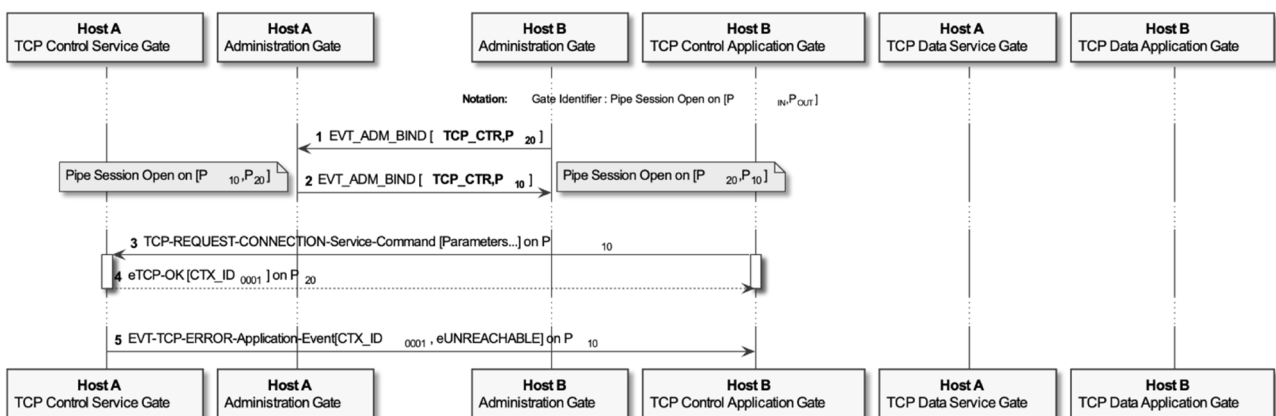 Host A
TCP Control Service Gate
Host A
Administration Gate
Host B
Administration Gate
Host B
TCP Control Application Gate
Host A
TCP Data Service Gate
Host B
TCP Data Application Gate
Notation: Gate Identifier : Pipe Session Open on [P IN,P OUT]
1 EVT_ADM_BIND [ TCP_CTR,P 20 ]
Pipe Session Open on [P 10,P20]
2 EVT_ADM_BIND [ TCP_CTR,P 10 ]
Pipe Session Open on [P 20,P10]
3 TCP-REQUEST-CONNECTION-Service-Command [Parameters...] on P 10
4 eTCP-OK [CTX_ID 0001 ] on P 20
5 EVT-TCP-ERROR-Application-Event[CTX_ID 0001 , eUNREACHABLE] on P 10
Host A
TCP Control Service Gate
Host A
Administration Gate
Host B
Administration Gate
Host B
TCP Control Application Gate
Host A
TCP Data Service Gate
Host B
TCP Data Application Gate